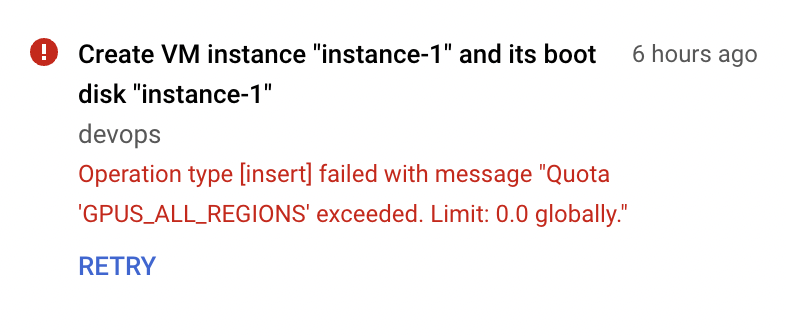 Create VM instance "instance-1" and its boot
disk "instance-1"
6 hours ago
devops
Operation type [insert] failed with message "Quota
'GPUS_ALL_REGIONS' exceeded. Limit: 0.0 globally."
RETRY